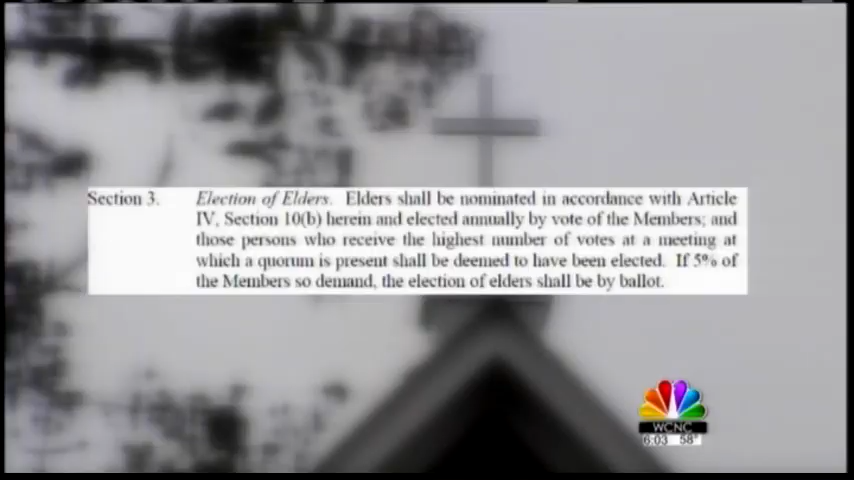 Section 3. Election of Elders. Elders shall be nominated in accordance with Article
IV, Section 10(b) herein and elected annually by vote of the Members; and
those persons who receive the highest number of votes at a meeting at
which a quorum is present shall be deemed to have been elected. If 5% of
the Members so demand, the election of elders shall be by ballot.
WCNC
6:03 58°